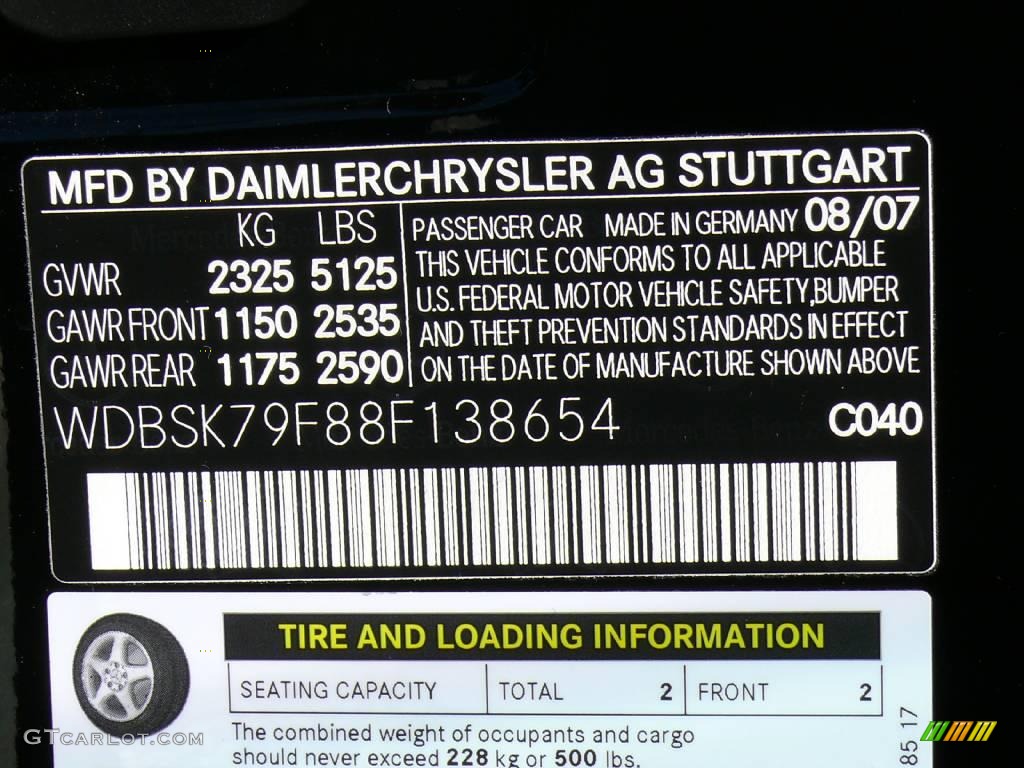 MFD BY DAIMLERCHRYSLER AG STUTTGART
KG LBS
GVWR 2325 5125
GAWR FRONT 1150 2535
GAWR REAR 1175 2590
PASSENGER CAR MADE IN GERMANY 08/07
THIS VEHICLE CONFORMS TO ALL APPLICABLE
U.S. FEDERAL MOTOR VEHICLE SAFETY, BUMPER
AND THEFT PREVENTION STANDARDS IN EFFECT
ON THE DATE OF MANUFACTURE SHOWN ABOVE
WDBSK79F88F138654 C040
TIRE AND LOADING INFORMATION
SEATING CAPACITY TOTAL 2 FRONT 2
The combined weight of occupants and cargo
should never exceed 228 kg or 500 lbs.
85 17
GTCARLOT.COM